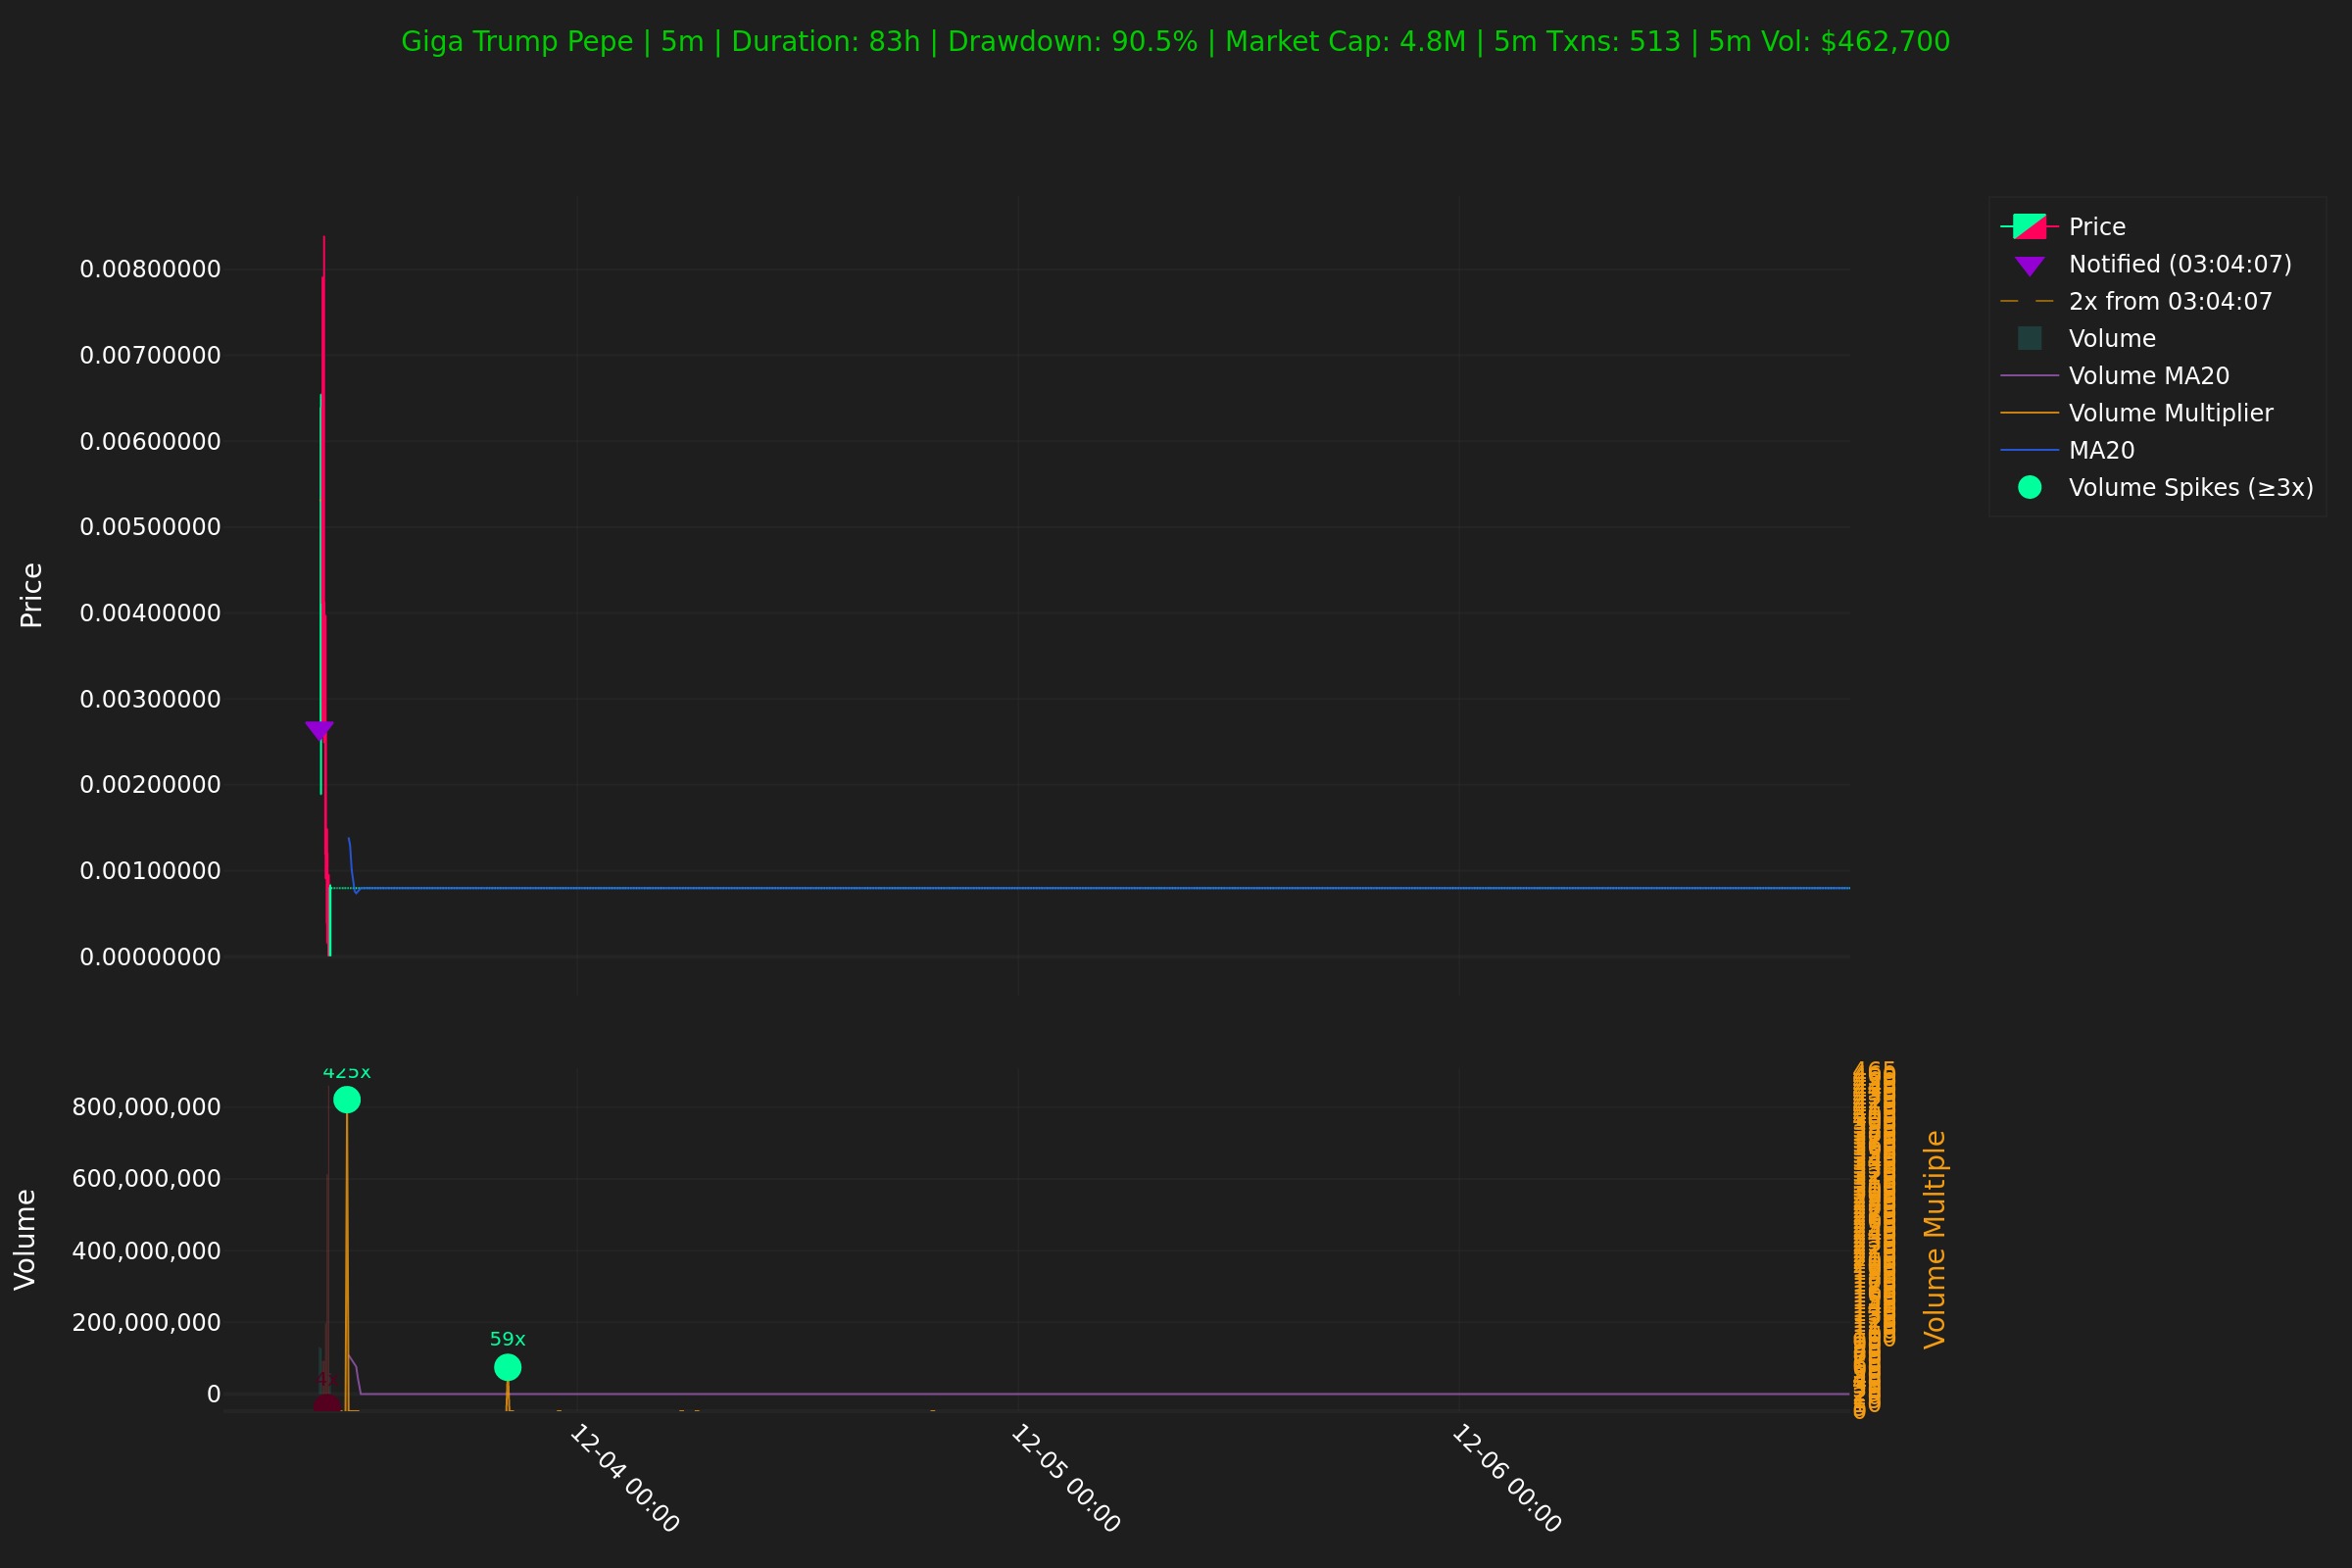 Giga Trump Pepe | 5m | Duration: 83h | Drawdown: 90.5% | Market Cap: 4.8M | 5m Txns: 513 | 5m Vol: $462,700
Price
Notified (03:04:07)
2x from 03:04:07
Volume
Volume MA20
Volume Multiplier
MA20
Volume Spikes (≥3x)
Price
0.00800000
0.00700000
0.00600000
0.00500000
0.00400000
0.00300000
0.00200000
0.00100000
0.00000000
Volume
800,000,000
600,000,000
400,000,000
200,000,000
0
425x
59x
Volume Multiple
12-04 00:00
12-05 00:00
12-06 00:00